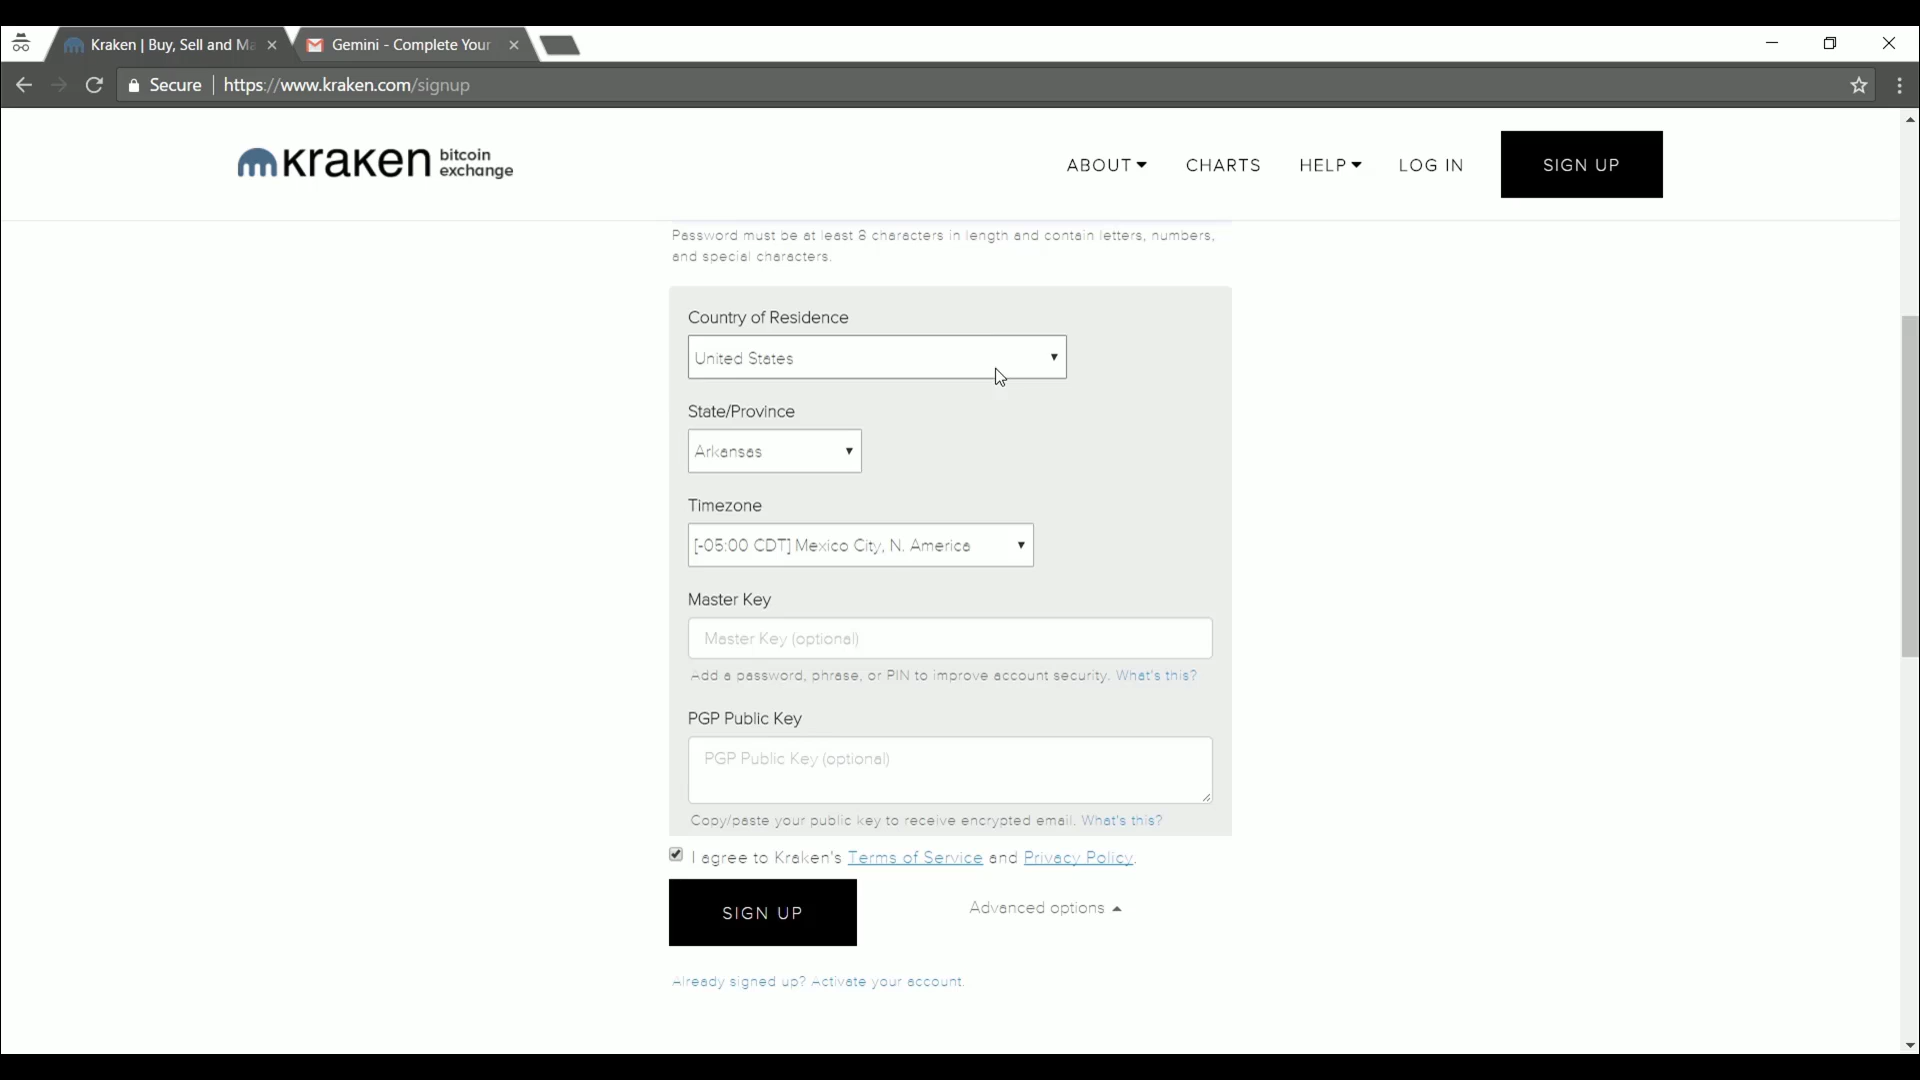 Kraken | Buy, Sell and Ma
Gemini - Complete Your
Secure https://www.kraken.com/signup
kraken bitcoin exchange
ABOUT CHARTS HELP LOG IN SIGN UP
Password must be at least 8 characters in length and contain letters, numbers,
and special characters.
Country of Residence
United States
State/Province
Arkansas
Timezone
[-05:00 CDT] Mexico City, N. America
Master Key
Master Key (optional)
Add a password, phrase, or PIN to improve account security. What's this?
PGP Public Key
PGP Public Key (optional)
Copy/paste your public key to receive encrypted email. What's this?
I agree to Kraken's Terms of Service and Privacy Policy.
SIGN UP
Advanced options
Already signed up? Activate your account.